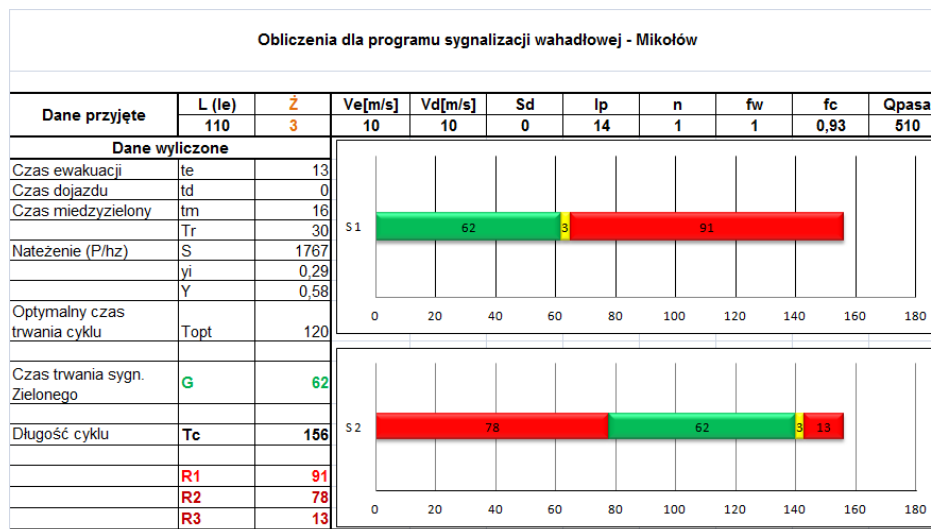 Obliczenia dla programu sygnalizacji wahadłowej - Mikołów
Dane przyjęte L (le) Ż Ve[m/s] Vd[m/s] Sd lp n fw fc Qpasa
110 3 10 10 0 14 1 1 0,93 510
Dane wyliczone
Czas ewakuacji te 13
Czas dojazdu td 0
Czas miedzyzielony tm 16
Tr 30
Nateżenie (P/hz) S 1767
yi 0,29
Y 0,58
Optymalny czas
trwania cyklu Topt 120
Czas trwania sygn.
Zielonego G 62
Długość cyklu Tc 156
R1 91
R2 78
R3 13
S 1 62 3 91
0 20 40 60 80 100 120 140 160 180
S 2 78 62 3 13
0 20 40 60 80 100 120 140 160 180